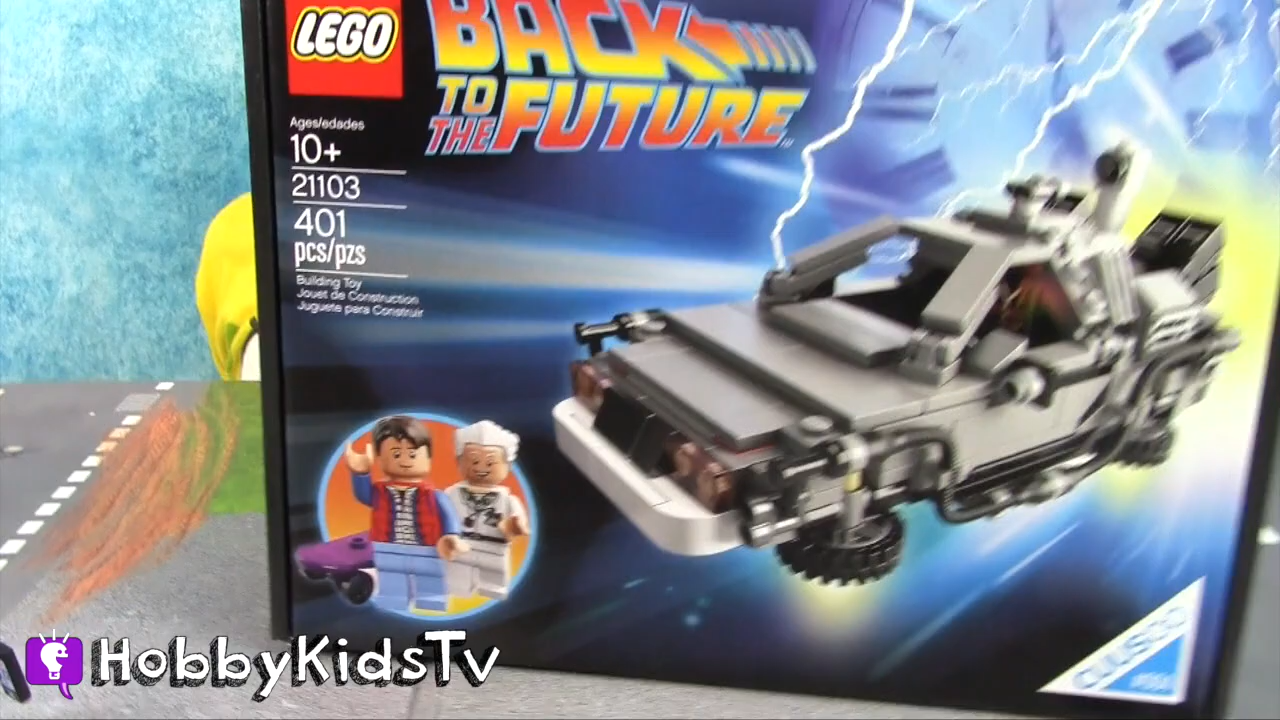 LEGO
BACK
TO
THE FUTURE
Ages/edades
10+
21103
401
pcs/pzs
Building Toy
Jouet de Construction
Juguete para Construir
CUUSOO
HobbyKidsTv